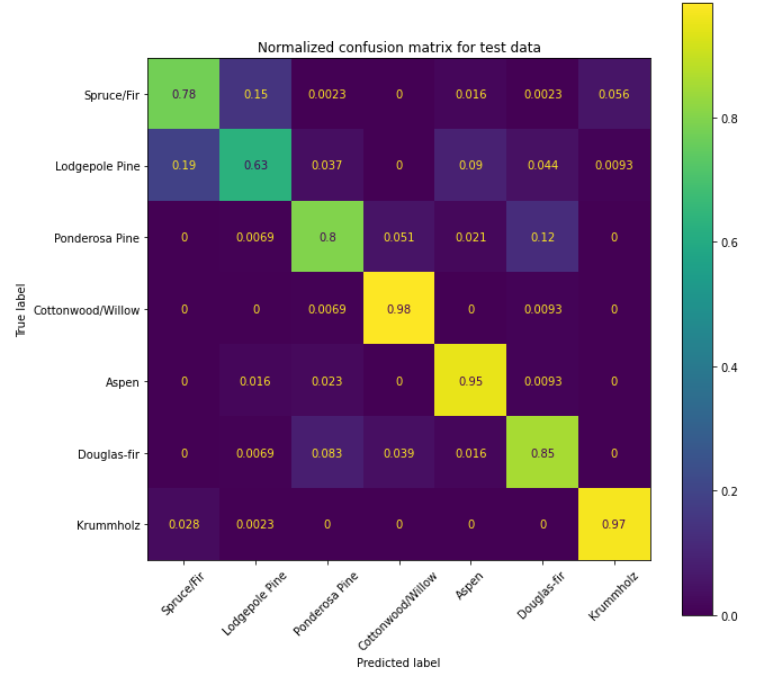 Normalized confusion matrix for test data
True label
Spruce/Fir 0.78 0.15 0.0023 0 0.016 0.0023 0.056
Lodgepole Pine 0.19 0.63 0.037 0 0.09 0.044 0.0093
Ponderosa Pine 0 0.0069 0.8 0.051 0.021 0.12 0
Cottonwood/Willow 0 0 0.0069 0.98 0 0.0093 0
Aspen 0 0.016 0.023 0 0.95 0.0093 0
Douglas-fir 0 0.0069 0.083 0.039 0.016 0.85 0
Krummholz 0.028 0.0023 0 0 0 0 0.97
Spruce/Fir Lodgepole Pine Ponderosa Pine Cottonwood/Willow Aspen Douglas-fir Krummholz
Predicted label
0.8
0.6
0.4
0.2
0.0